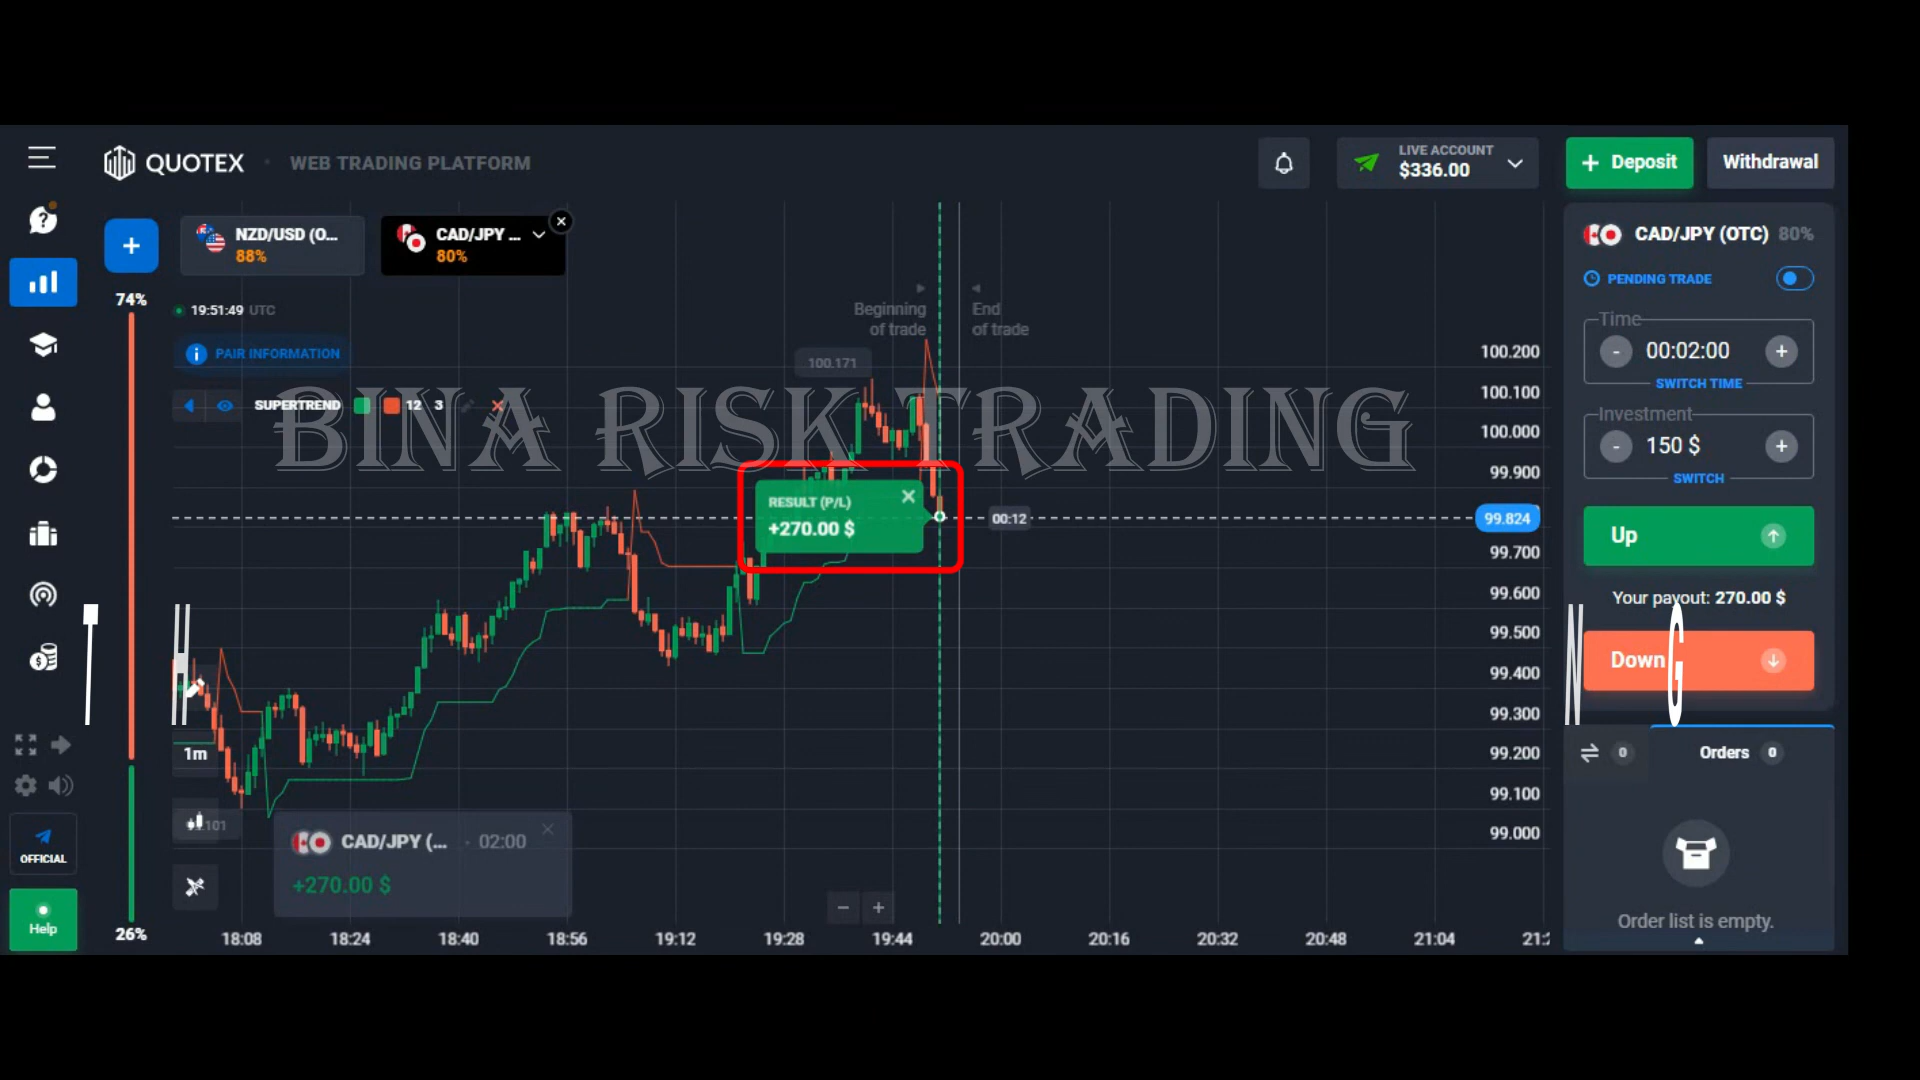 QUOTEX
WEB TRADING PLATFORM
LIVE ACCOUNT
$336.00
+ Deposit
Withdrawal
+
NZD/USD (O...
88%
CAD/JPY ...
80%
CAD/JPY (OTC) 80%
PENDING TRADE
74%
19:51:49 UTC
PAIR INFORMATION
Beginning
of trade
End
of trade
Time
- 00:02:00 +
SWITCH TIME
100.171
SUPERTREND 12 3
BINA RISK TRADING
Investment
- 150 $ +
SWITCH
RESULT (P/L)
+270.00 $
00:12
99.824
100.200
100.100
100.000
99.900
99.700
99.600
99.500
99.400
99.300
99.200
99.100
99.000
Up
Your payout: 270.00 $
Down
N G
H
1m
0
Orders 0
CAD/JPY (... · 02:00
+270.00 $
OFFICIAL
Help
26%
Order list is empty.
- +
18:08 18:24 18:40 18:56 19:12 19:28 19:44 20:00 20:16 20:32 20:48 21:04